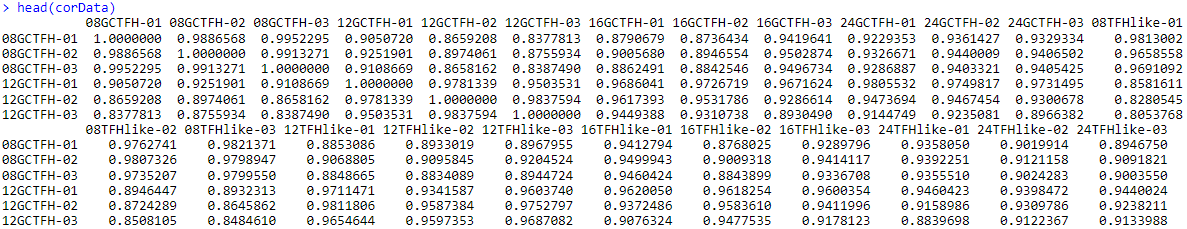 > head(corData)
08GCTFH-01 08GCTFH-02 08GCTFH-03 12GCTFH-01 12GCTFH-02 12GCTFH-03 16GCTFH-01 16GCTFH-02 16GCTFH-03 24GCTFH-01 24GCTFH-02 24GCTFH-03 08TFHlike-01
08GCTFH-01 1.0000000 0.9886568 0.9952295 0.9050720 0.8659208 0.8377813 0.8790679 0.8736434 0.9419641 0.9229353 0.9361427 0.9329334 0.9813002
08GCTFH-02 0.9886568 1.0000000 0.9913271 0.9251901 0.8974061 0.8755934 0.9005680 0.8946554 0.9502874 0.9326671 0.9440009 0.9406502 0.9658558
08GCTFH-03 0.9952295 0.9913271 1.0000000 0.9108669 0.8658162 0.8387490 0.8862491 0.8842546 0.9496734 0.9286887 0.9403321 0.9405425 0.9691092
12GCTFH-01 0.9050720 0.9251901 0.9108669 1.0000000 0.9781339 0.9503531 0.9686041 0.9726719 0.9671624 0.9805532 0.9749817 0.9731495 0.8581611
12GCTFH-02 0.8659208 0.8974061 0.8658162 0.9781339 1.0000000 0.9837594 0.9617393 0.9531786 0.9286614 0.9473694 0.9467454 0.9300678 0.8280545
12GCTFH-03 0.8377813 0.8755934 0.8387490 0.9503531 0.9837594 1.0000000 0.9449388 0.9310738 0.8930490 0.9144749 0.9235081 0.8966382 0.8053768
08TFHlike-02 08TFHlike-03 12TFHlike-01 12TFHlike-02 12TFHlike-03 16TFHlike-01 16TFHlike-02 16TFHlike-03 24TFHlike-01 24TFHlike-02 24TFHlike-03
08GCTFH-01 0.9762741 0.9821371 0.8853086 0.8933019 0.8967955 0.9412794 0.8768025 0.9289796 0.9358050 0.9019914 0.8946750
08GCTFH-02 0.9807326 0.9798947 0.9068805 0.9095845 0.9204524 0.9499943 0.9009318 0.9414117 0.9392251 0.9121158 0.9091821
08GCTFH-03 0.9735207 0.9799550 0.8848665 0.8834089 0.8944724 0.9460424 0.8843899 0.9336708 0.9355510 0.9024283 0.9003550
12GCTFH-01 0.8946447 0.8932313 0.9711471 0.9341587 0.9603740 0.9620050 0.9618254 0.9600354 0.9460423 0.9398472 0.9440024
12GCTFH-02 0.8724289 0.8645862 0.9811806 0.9587384 0.9752797 0.9372486 0.9583610 0.9411996 0.9158986 0.9309786 0.9238211
12GCTFH-03 0.8508105 0.8484610 0.9654644 0.9597353 0.9687082 0.9076324 0.9477535 0.9178123 0.8839698 0.9122367 0.9133988